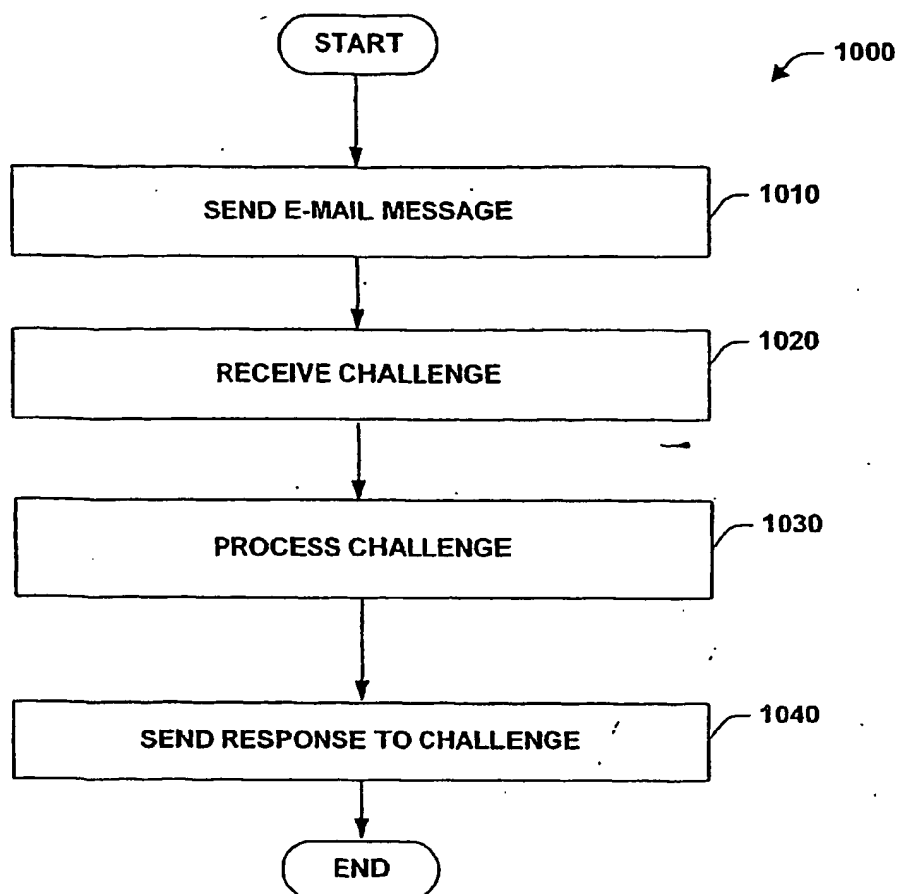 START
1000
SEND E-MAIL MESSAGE
1010
RECEIVE CHALLENGE
1020
PROCESS CHALLENGE
1030
SEND RESPONSE TO CHALLENGE
1040
END